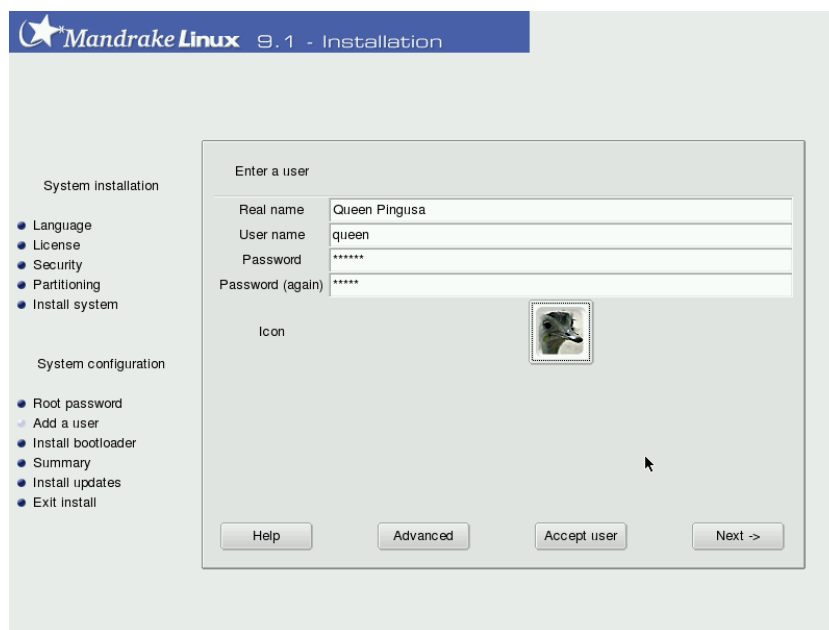 Mandrake Linux 9.1 - Installation
System installation
Language
License
Security
Partitioning
Install system
System configuration
Root password
Add a user
Install bootloader
Summary
Install updates
Exit install
Enter a user
Real name Queen Pingusa
User name queen
Password ******
Password (again) *****
Icon
Help Advanced Accept user Next ->